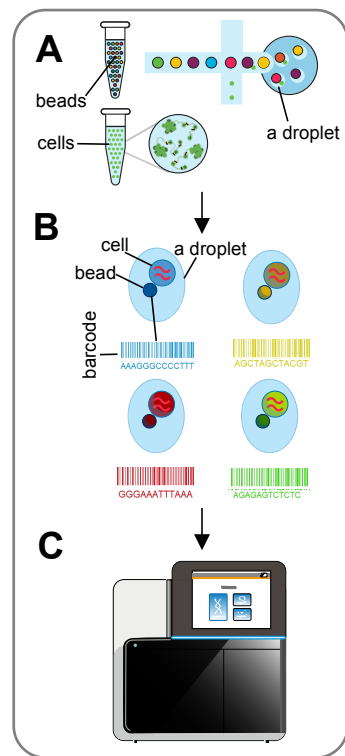 A
beads
a droplet
cells
B
cell
a droplet
bead
barcode
AAAGGGCCCCTTT
AGCTAGCTACGT
GGGAAATTTAAA
AGAGAGTCTCTC
C